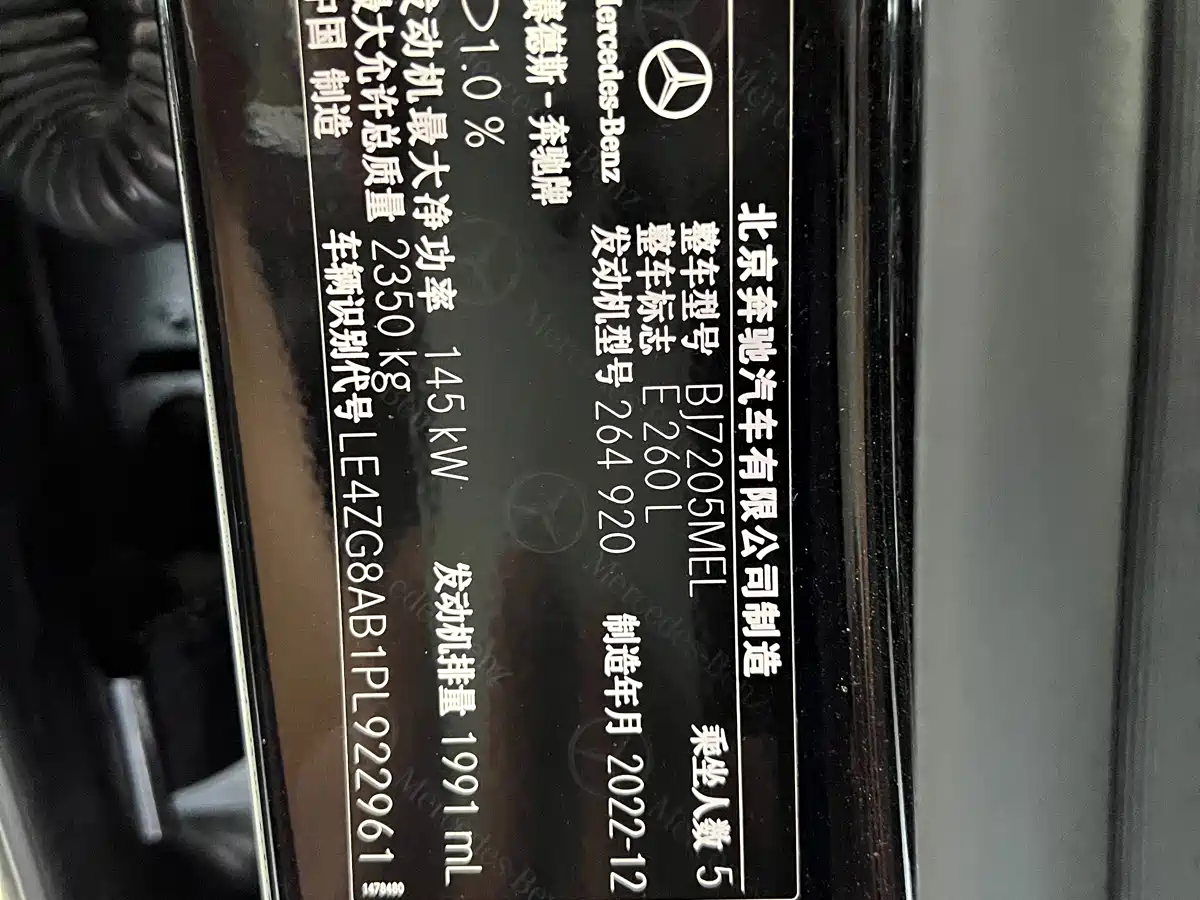 北京奔驰汽车有限公司制造
Mercedes-Benz
赛德斯-奔驰牌
整车型号 BJ7205MEL 乘坐人数 5
整车标志 E 260 L
发动机型号 264 920 制造年月 2022-12
1.0 %
发动机最大净功率 145 kW 发动机排量 1991 mL
最大允许总质量 2350 kg
中国 制造 车辆识别代号 LE4ZG8AB1PL922961
1478480